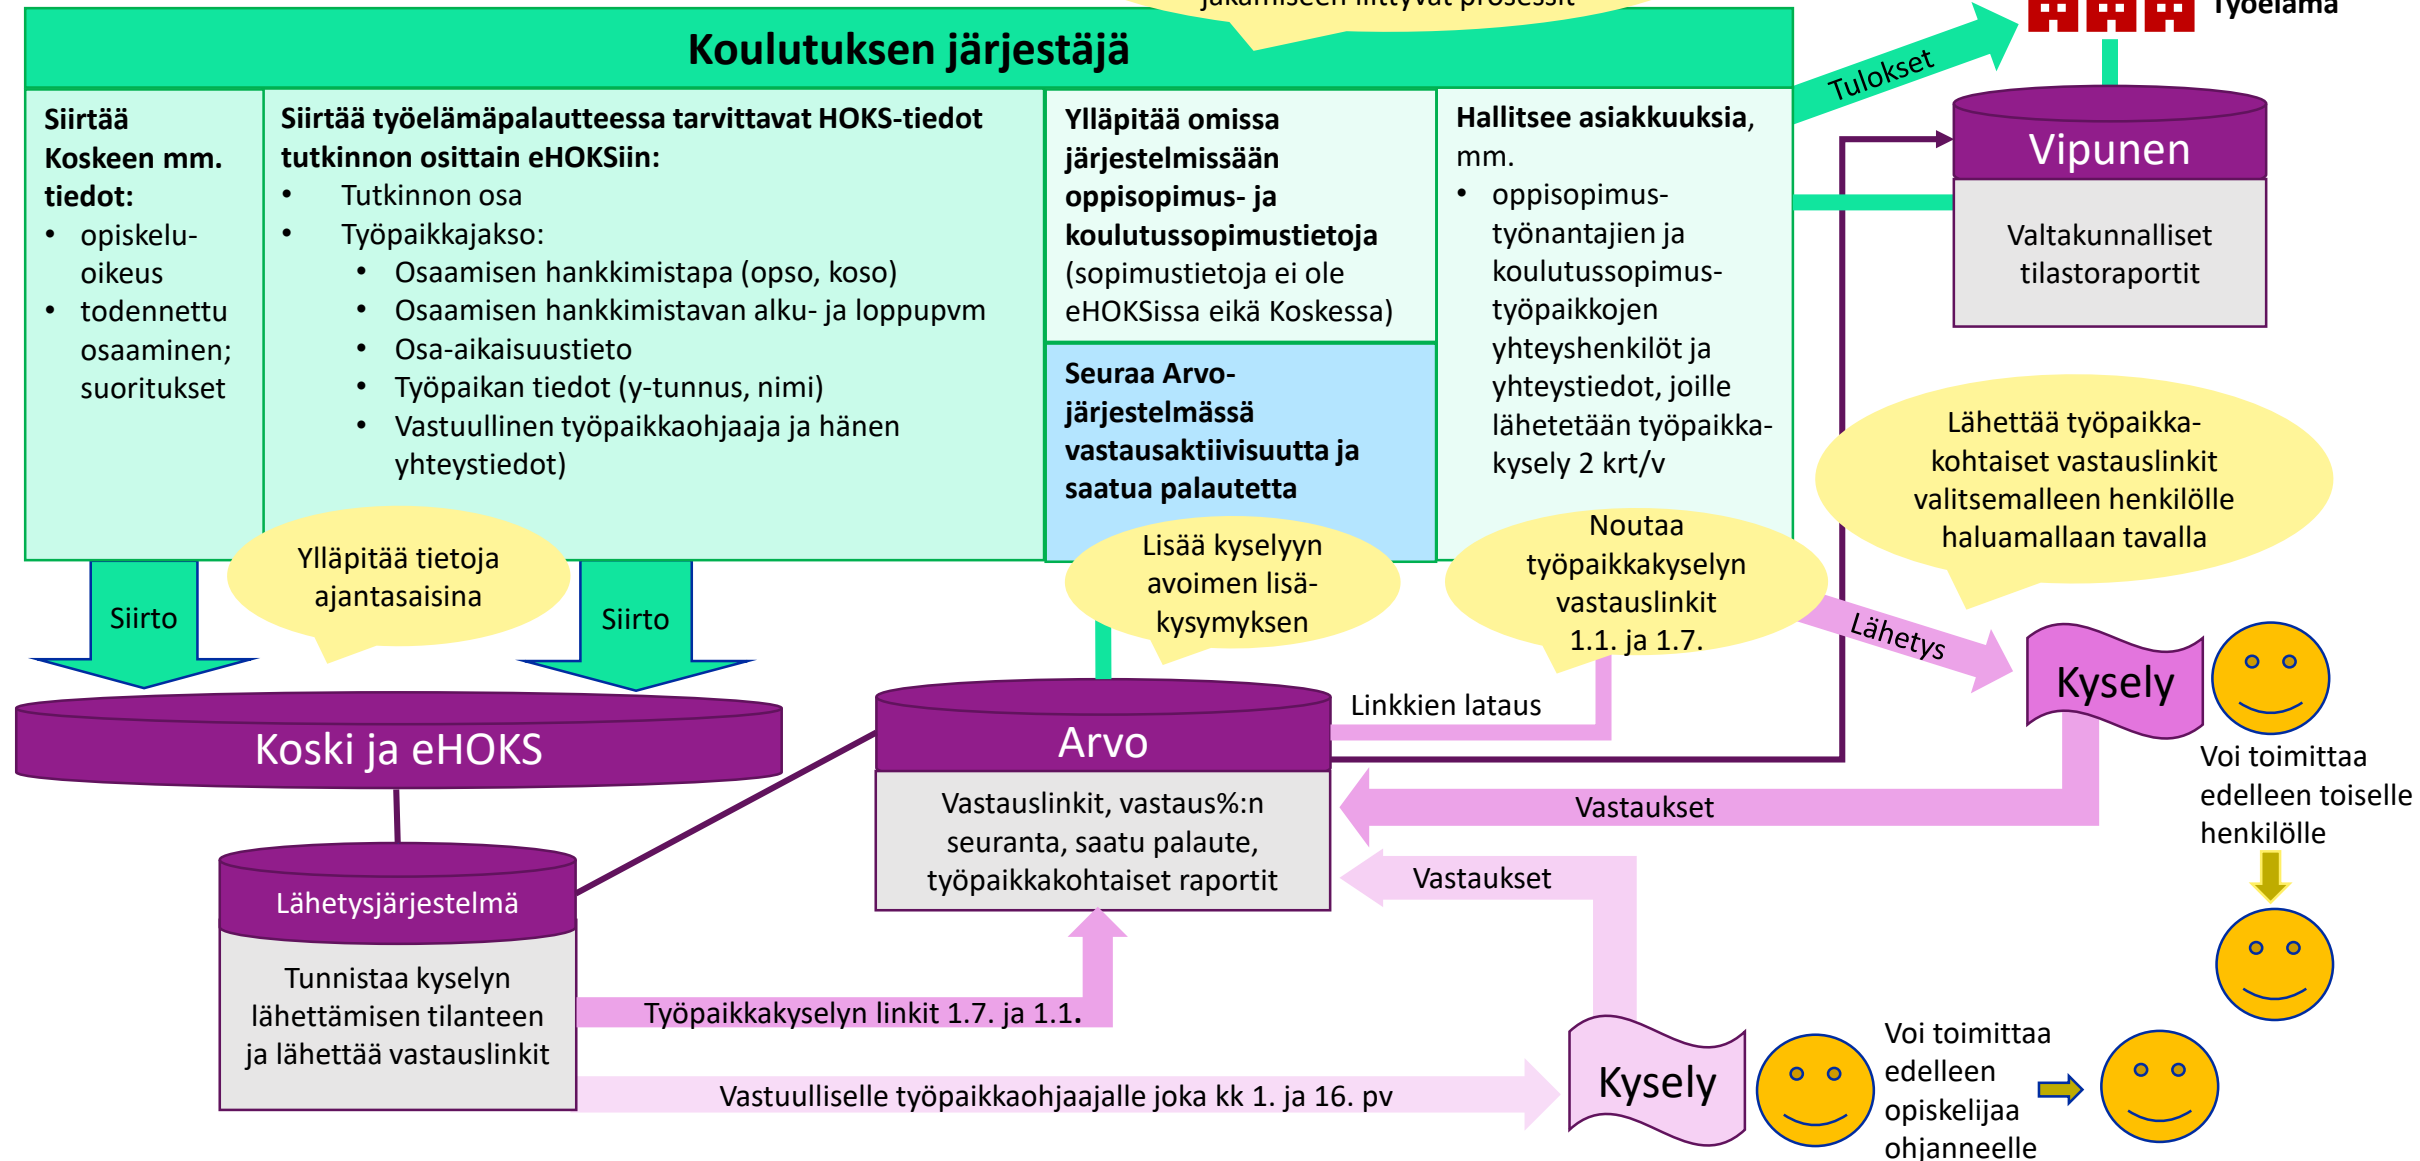 jakamiseen liittyvät prosessit
Työelämä
Koulutuksen järjestäjä
Tulokset
Siirtää
Koskeen mm.
tiedot:
• opiskelu-
oikeus
• todennettu
osaaminen;
suoritukset
Siirtää työelämäpalautteessa tarvittavat HOKS-tiedot
tutkinnon osittain eHOKSiin:
• Tutkinnon osa
• Työpaikkajakso:
• Osaamisen hankkimistapa (opso, koso)
• Osaamisen hankkimistavan alku- ja loppupvm
• Osa-aikaisuustieto
• Työpaikan tiedot (y-tunnus, nimi)
• Vastuullinen työpaikkaohjaaja ja hänen
yhteystiedot)
Ylläpitää omissa
järjestelmissään
oppisopimus- ja
koulutussopimustietoja
(sopimustietoja ei ole
eHOKSissa eikä Koskessa)
Seuraa Arvo-
järjestelmässä
vastausaktiivisuutta ja
saatua palautetta
Hallitsee asiakkuuksia,
mm.
• oppisopimus-
työnantajien ja
koulutussopimus-
työpaikkojen
yhteyshenkilöt ja
yhteystiedot, joille
lähetetään työpaikka-
kysely 2 krt/v
Vipunen
Valtakunnalliset
tilastoraportit
Lähettää työpaikka-
kohtaiset vastauslinkit
valitsemalleen henkilölle
haluamallaan tavalla
Ylläpitää tietoja
ajantasaisina
Lisää kyselyyn
avoimen lisä-
kysymyksen
Noutaa
työpaikkakyselyn
vastauslinkit
1.1. ja 1.7.
Siirto
Siirto
Lähetys
Kysely
Koski ja eHOKS
Linkkien lataus
Arvo
Vastauslinkit, vastaus%:n
seuranta, saatu palaute,
työpaikkakohtaiset raportit
Vastaukset
Voi toimittaa
edelleen toiselle
henkilölle
Vastaukset
Lähetysjärjestelmä
Tunnistaa kyselyn
lähettämisen tilanteen
ja lähettää vastauslinkit
Työpaikkakyselyn linkit 1.7. ja 1.1.
Vastuulliselle työpaikkaohjaajalle joka kk 1. ja 16. pv
Kysely
Voi toimittaa
edelleen
opiskelijaa
ohjanneelle